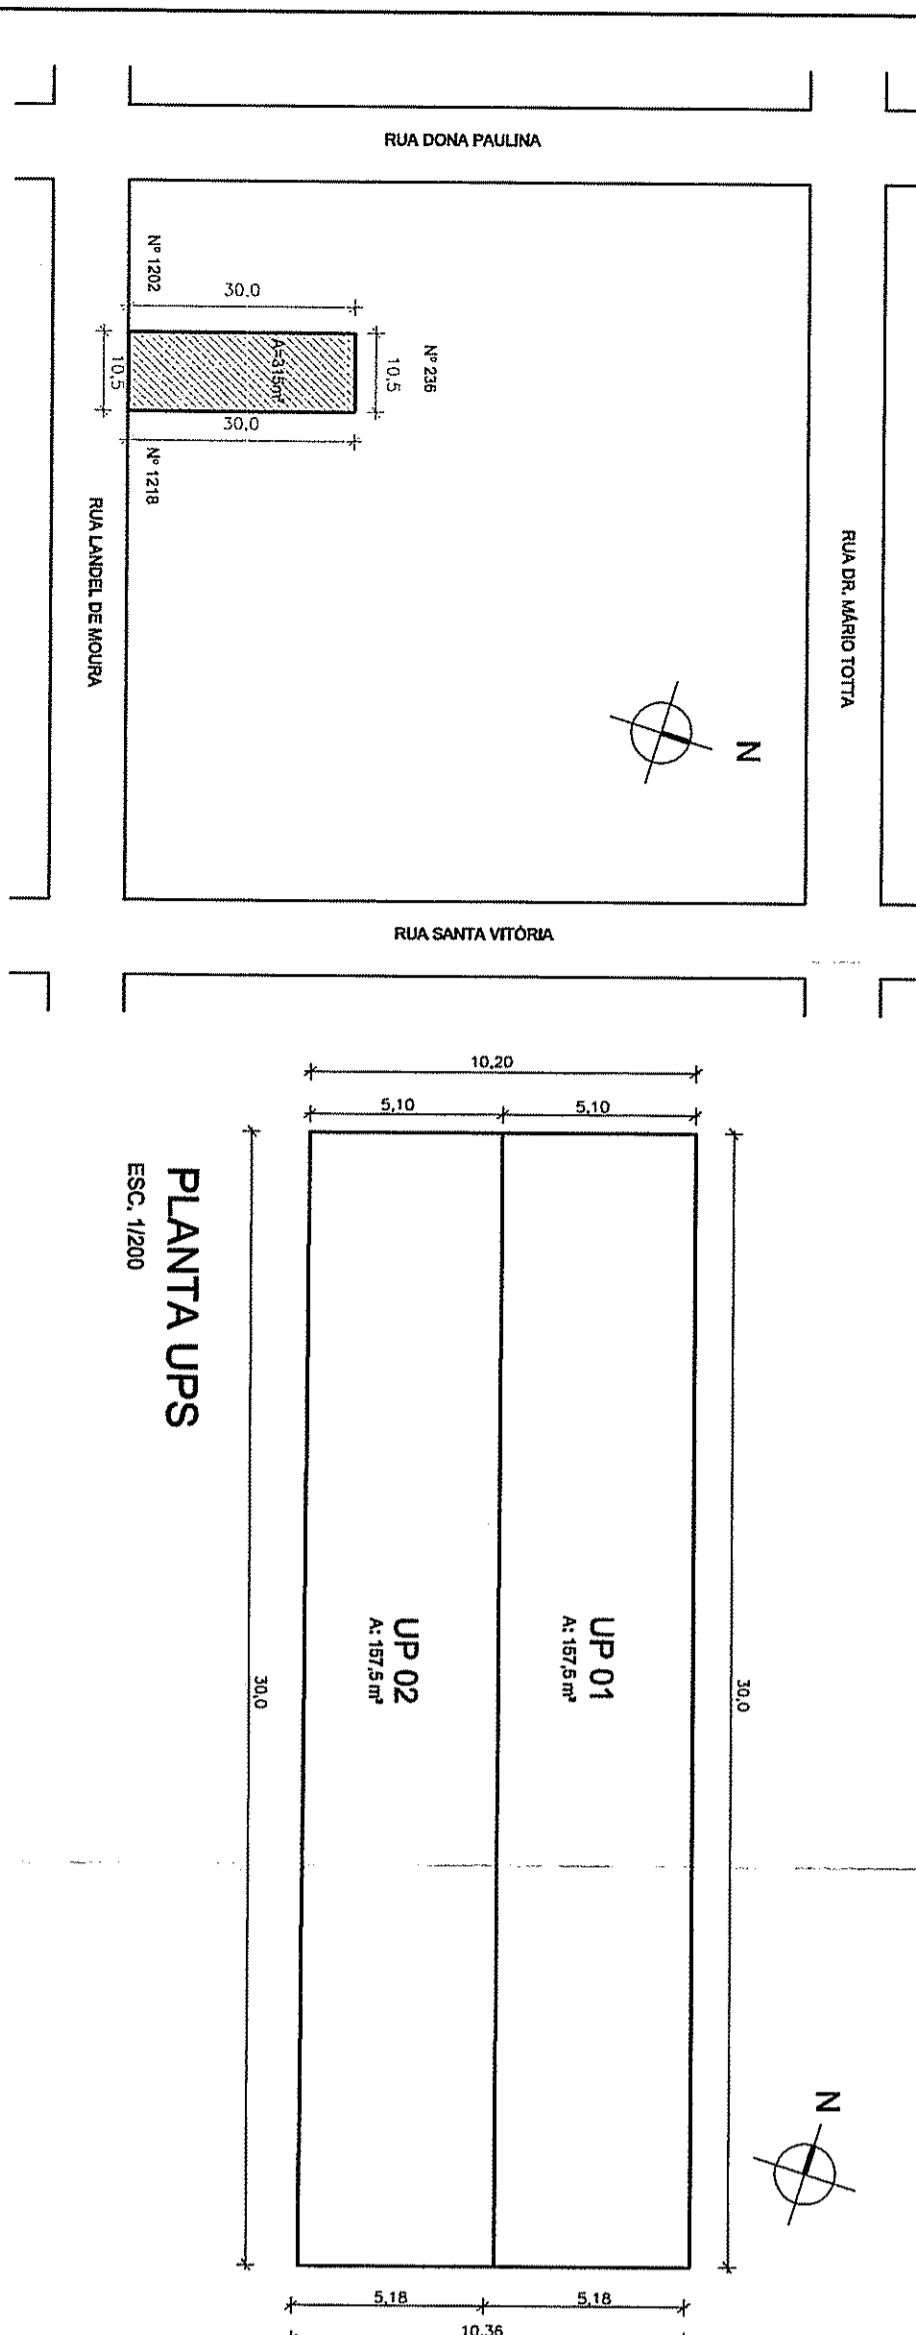 RUA DONA PAULINA
Nº 1202
30.0
A=315m²
10,5
Nº 236
10,5
30,0
Nº 1218
RUA LANDEL DE MOURA
RUA DR. MÁRIO TOTTA
N
RUA SANTA VITÓRIA
10,20
5,10
5,10
PLANTA UPS
ESC. 1/200
UP 01
A: 157,5 m²
UP 02
A: 157,5 m²
30,0
30,0
N
5,18
5,18
10,36